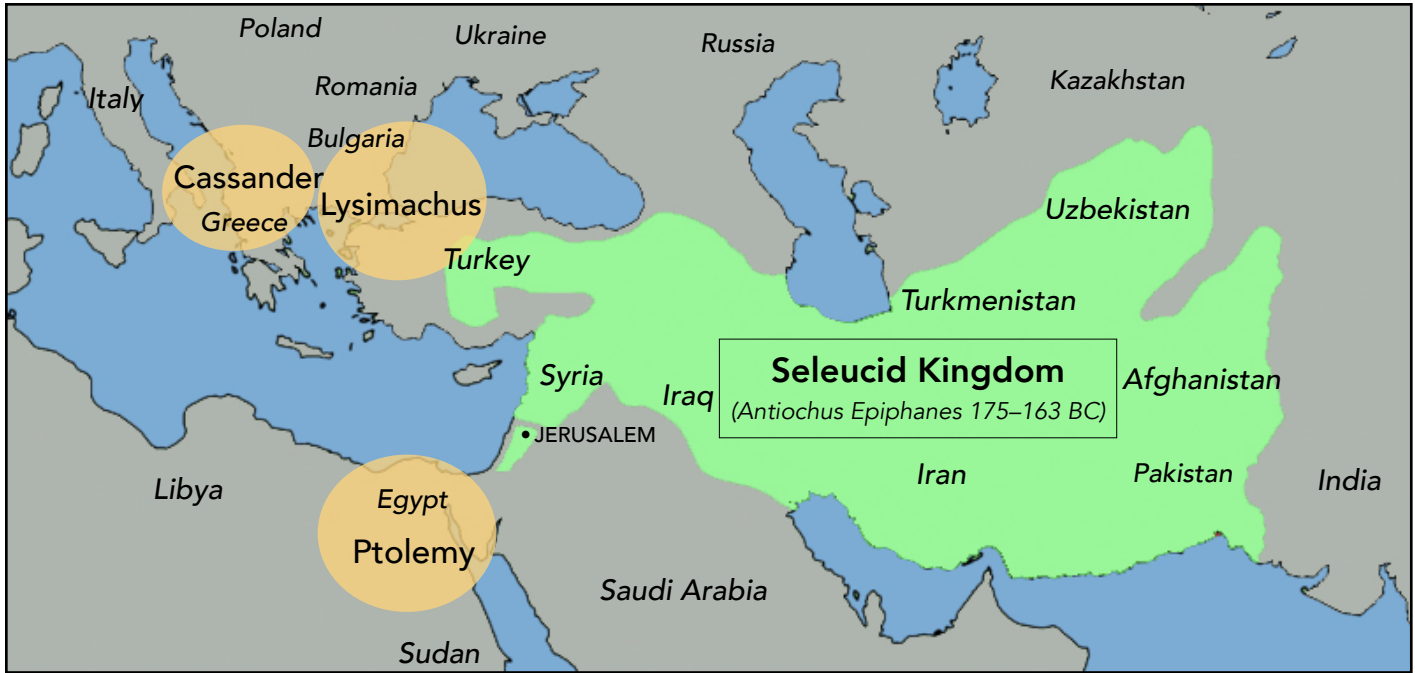 Poland
Ukraine
Russia
Kazakhstan
Romania
Italy
Bulgaria
Cassander
Lysimachus
Greece
Uzbekistan
Turkey
Turkmenistan
Seleucid Kingdom
(Antiochus Epiphanes 175–163 BC)
Syria
Iraq
Afghanistan
JERUSALEM
Libya
Egypt
Iran
Pakistan
India
Ptolemy
Saudi Arabia
Sudan